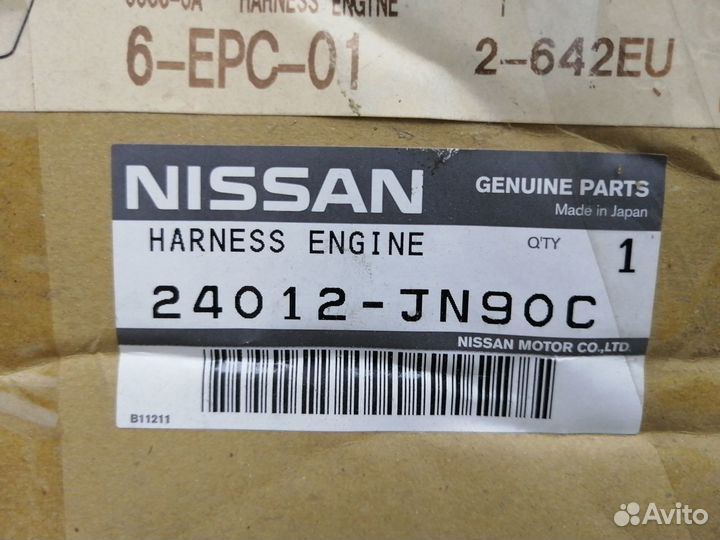 HARNESS ENGINE
6-EPC-01 2-642EU
NISSAN GENUINE PARTS
Made in Japan
HARNESS ENGINE Q'TY 1
24012-JN90C
NISSAN MOTOR CO.,LTD.
B11211
Avito